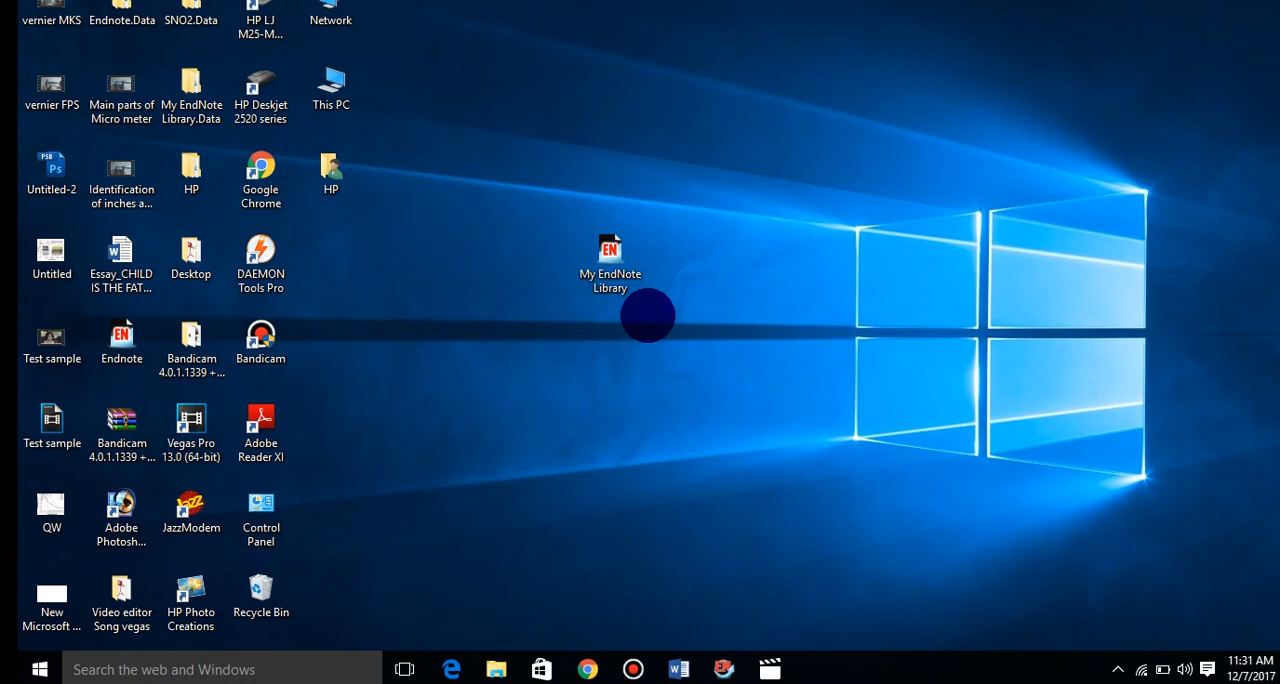 vernier MKS
Endnote.Data
SNO2.Data
HP LJ
M25-M...
Network
vernier FPS
Main parts of
Micro meter
My EndNote
Library.Data
HP Deskjet
2520 series
This PC
PSB
Ps
Untitled-2
Identification
of inches a...
HP
Google
Chrome
HP
Untitled
Essay_CHILD
IS THE FAT...
Desktop
DAEMON
Tools Pro
EN
My EndNote
Library
Test sample
EN
Endnote
Bandicam
4.0.1.1339 +...
Bandicam
Test sample
Bandicam
4.0.1.1339 +...
Vegas Pro
13.0 (64-bit)
Adobe
Reader XI
QW
Adobe
Photosh...
JazzModem
Control
Panel
New
Microsoft ...
Video editor
Song vegas
HP Photo
Creations
Recycle Bin
Search the web and Windows
11:31 AM
12/7/2017